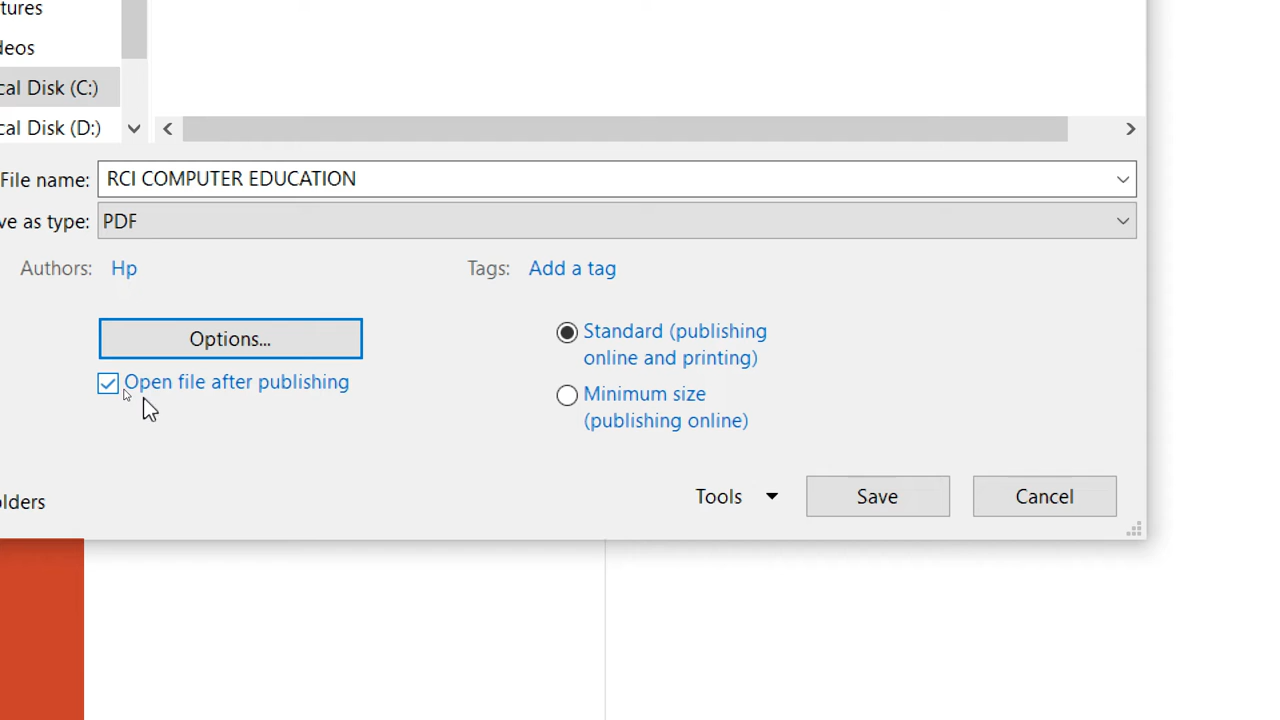 tures
deos
cal Disk (C:)
cal Disk (D:)
File name: RCI COMPUTER EDUCATION
ve as type: PDF
Authors: Hp Tags: Add a tag
Options...
Open file after publishing
Standard (publishing
online and printing)
Minimum size
(publishing online)
olders
Tools Save Cancel